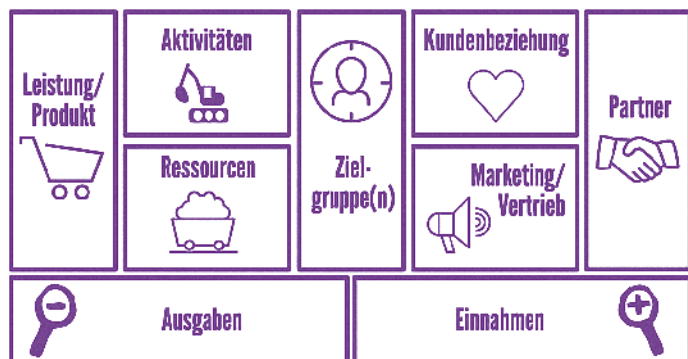 Leistung/
Produkt
Aktivitäten
Ressourcen
Ziel-
gruppe(n)
Kundenbeziehung
Marketing/
Vertrieb
Partner
Ausgaben
Einnahmen